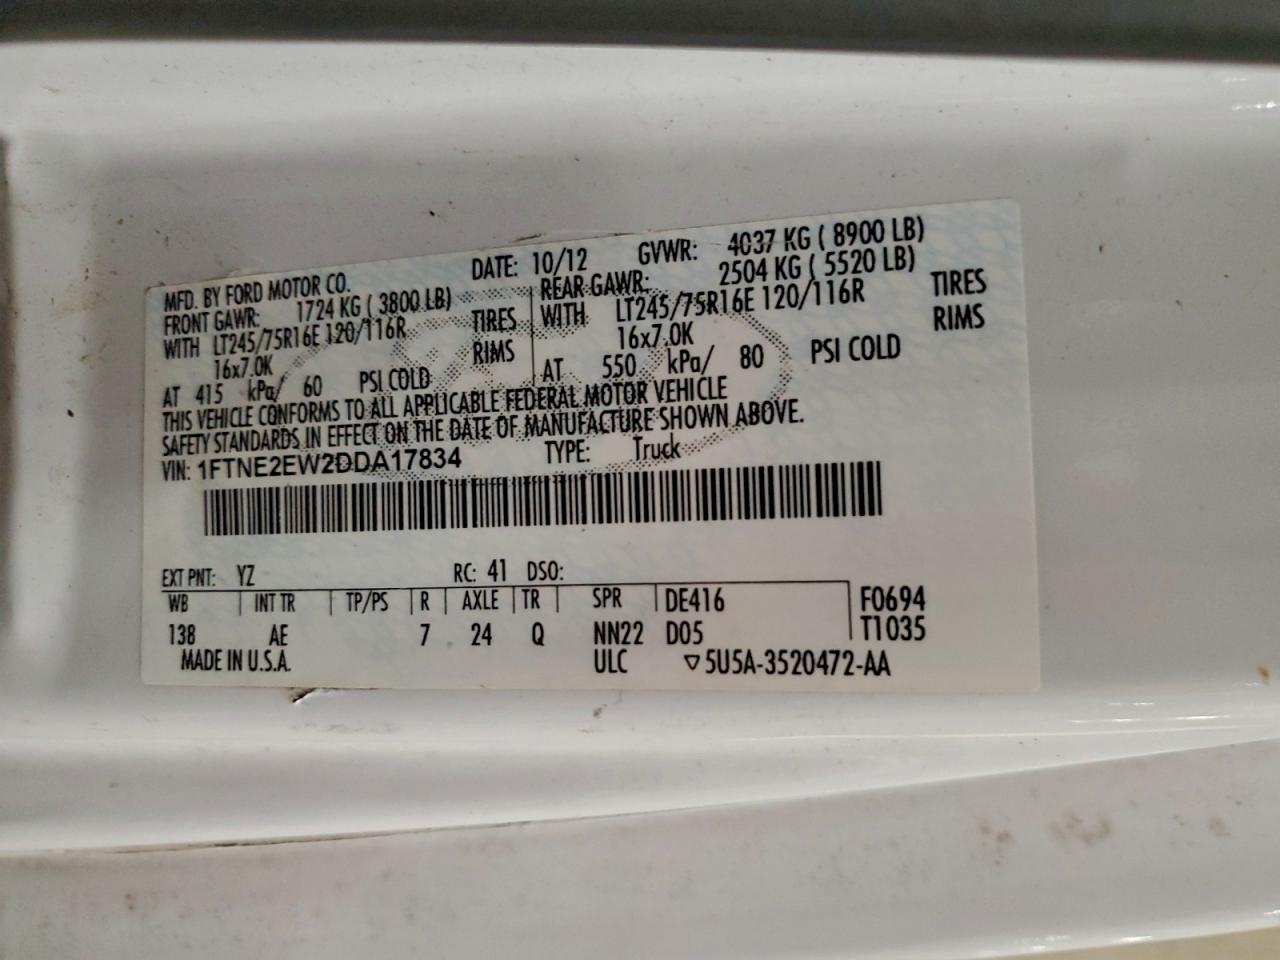 MFD. BY FORD MOTOR CO. DATE: 10/12 GVWR: 4037 KG ( 8900 LB)
FRONT GAWR: 1724 KG ( 3800 LB) REAR GAWR: 2504 KG ( 5520 LB)
WITH LT245/75R16E 120/116R TIRES WITH LT245/75R16E 120/116R TIRES
16x7.0K RIMS 16x7.0K RIMS
AT 415 kPa/ 60 PSI COLD AT 550 kPa/ 80 PSI COLD
THIS VEHICLE CONFORMS TO ALL APPLICABLE FEDERAL MOTOR VEHICLE
SAFETY STANDARDS IN EFFECT ON THE DATE OF MANUFACTURE SHOWN ABOVE.
VIN: 1FTNE2EW2DDA17834 TYPE: Truck
EXT PNT: YZ RC: 41 DSO:
WB INT TR TP/PS R AXLE TR SPR DE416 F0694
138 AE 7 24 Q NN22 D05 T1035
MADE IN U.S.A. ULC ▽5U5A-3520472-AA